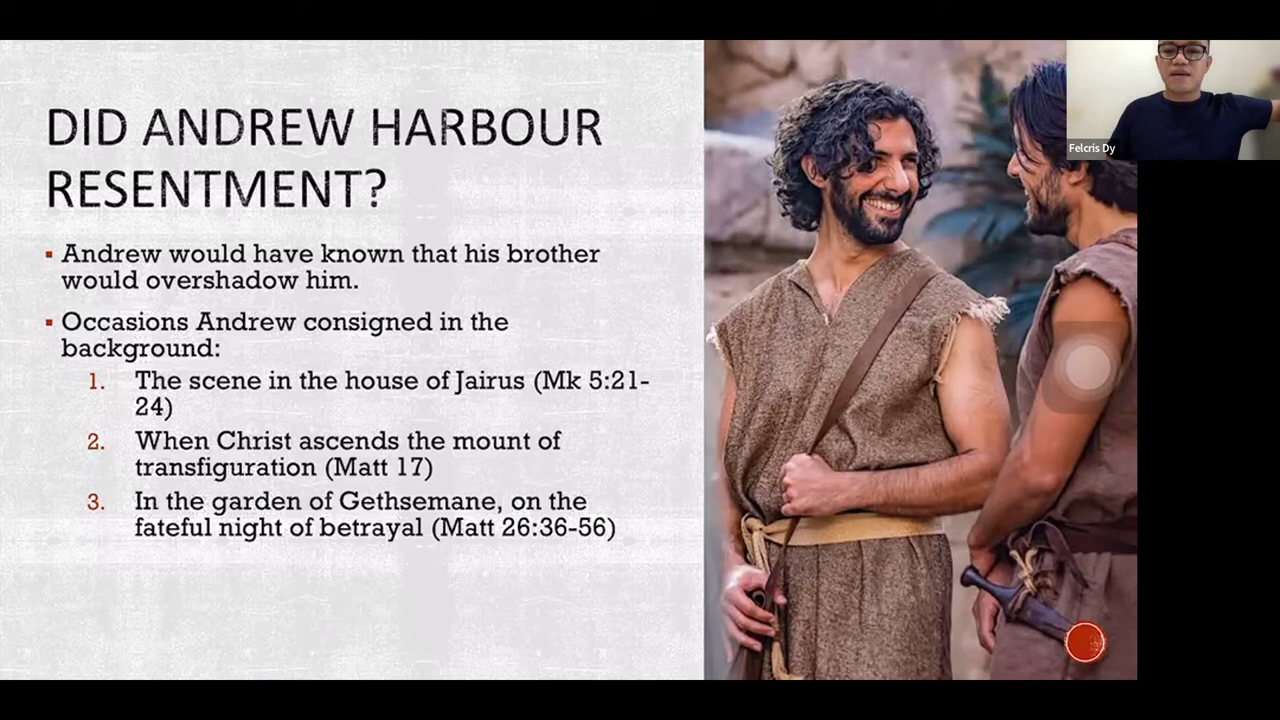 DID ANDREW HARBOUR
RESENTMENT?
▪ Andrew would have known that his brother
would overshadow him.
▪ Occasions Andrew consigned in the
background:
1. The scene in the house of Jairus (Mk 5:21-
24)
2. When Christ ascends the mount of
transfiguration (Matt 17)
3. In the garden of Gethsemane, on the
fateful night of betrayal (Matt 26:36-56)
Felcris Dy